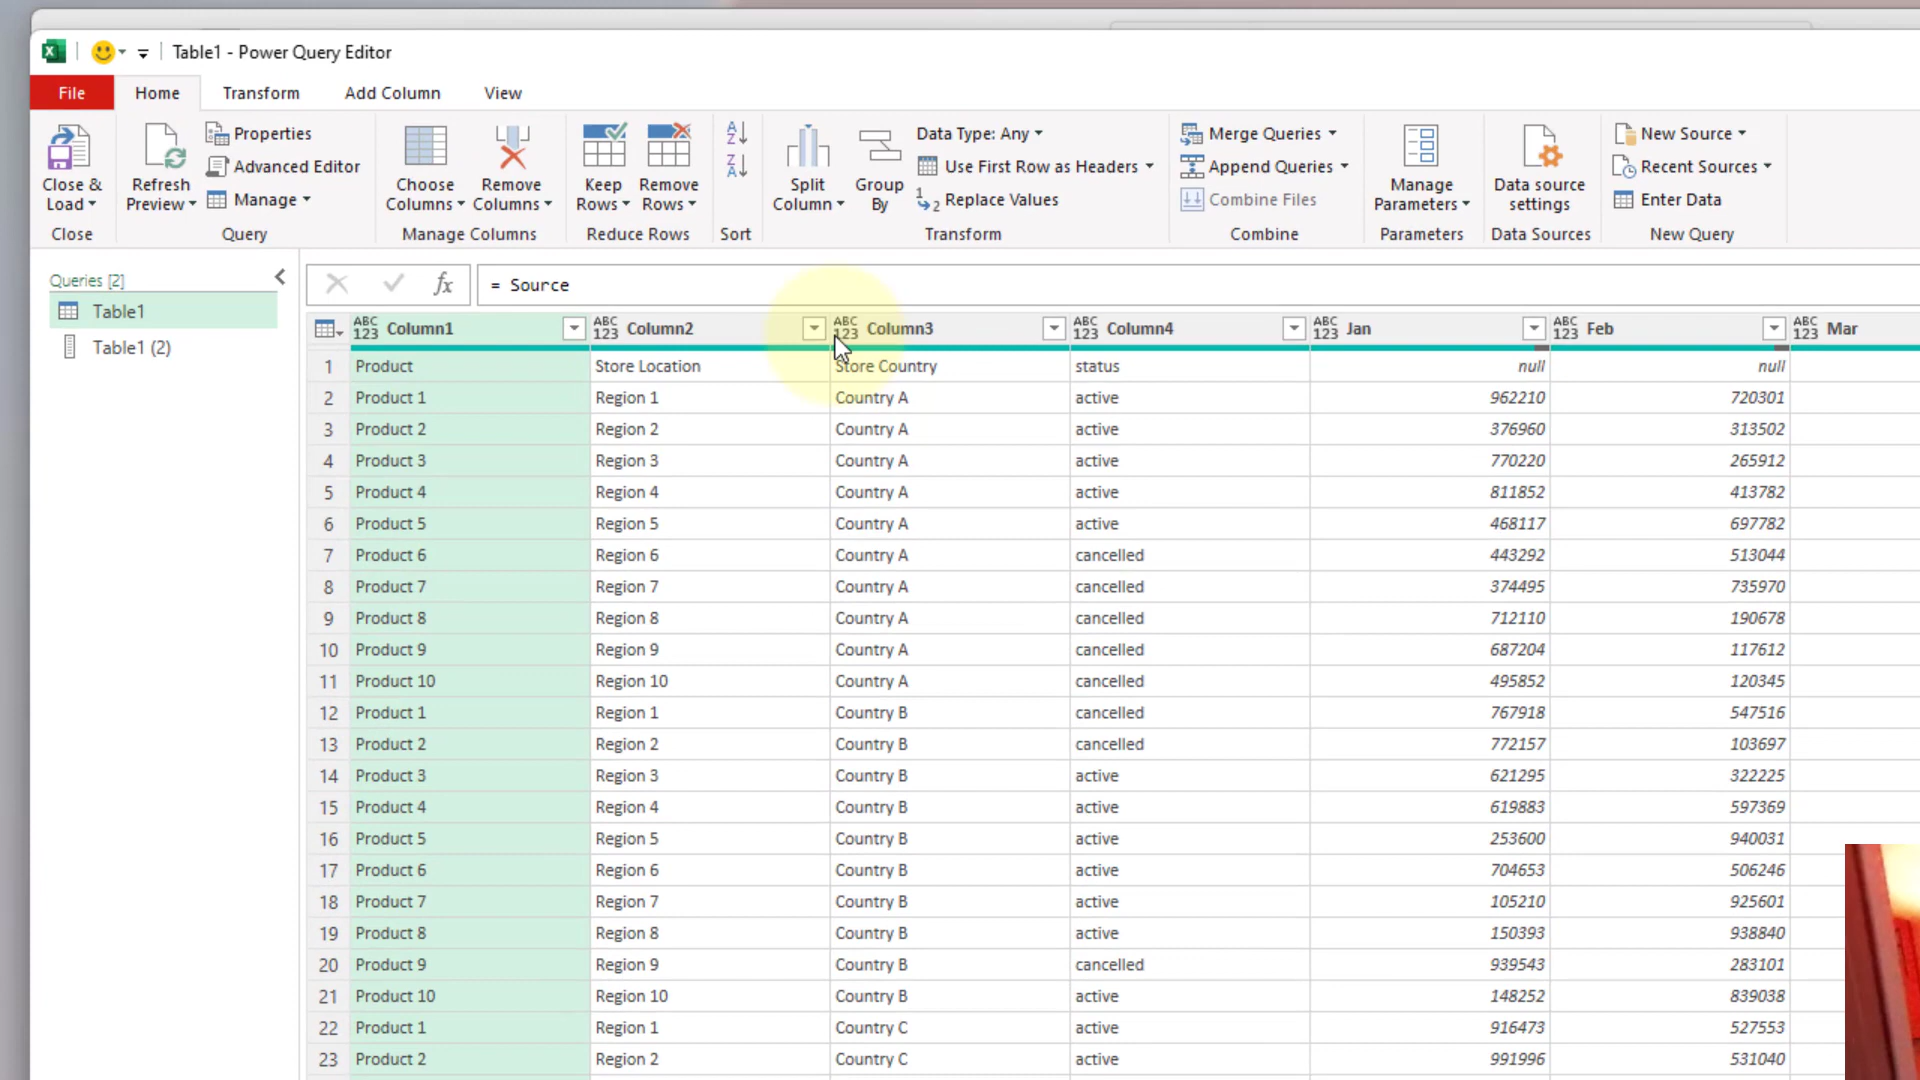 Table1 - Power Query Editor
File Home Transform Add Column View
Close & Load
Refresh Preview
Properties
Advanced Editor
Manage
Choose Columns
Remove Columns
Keep Rows
Remove Rows
Split Column
Group By
Data Type: Any
Use First Row as Headers
Replace Values
Merge Queries
Append Queries
Combine Files
Manage Parameters
Data source settings
New Source
Recent Sources
Enter Data
Close Query Manage Columns Reduce Rows Sort Transform Combine Parameters Data Sources New Query
Queries [2]
Table1
Table1 (2)
fx = Source
ABC 123 Column1 ABC 123 Column2 ABC 123 Column3 ABC 123 Column4 ABC 123 Jan ABC 123 Feb ABC 123 Mar
1 Product Store Location Store Country status null null
2 Product 1 Region 1 Country A active 962210 720301
3 Product 2 Region 2 Country A active 376960 313502
4 Product 3 Region 3 Country A active 770220 265912
5 Product 4 Region 4 Country A active 811852 413782
6 Product 5 Region 5 Country A active 468117 697782
7 Product 6 Region 6 Country A cancelled 443292 513044
8 Product 7 Region 7 Country A cancelled 374495 735970
9 Product 8 Region 8 Country A cancelled 712110 190678
10 Product 9 Region 9 Country A cancelled 687204 117612
11 Product 10 Region 10 Country A cancelled 495852 120345
12 Product 1 Region 1 Country B cancelled 767918 547516
13 Product 2 Region 2 Country B cancelled 772157 103697
14 Product 3 Region 3 Country B active 621295 322225
15 Product 4 Region 4 Country B active 619883 597369
16 Product 5 Region 5 Country B active 253600 940031
17 Product 6 Region 6 Country B active 704653 506246
18 Product 7 Region 7 Country B active 105210 925601
19 Product 8 Region 8 Country B active 150393 938840
20 Product 9 Region 9 Country B cancelled 939543 283101
21 Product 10 Region 10 Country B active 148252 839038
22 Product 1 Region 1 Country C active 916473 527553
23 Product 2 Region 2 Country C active 991996 531040